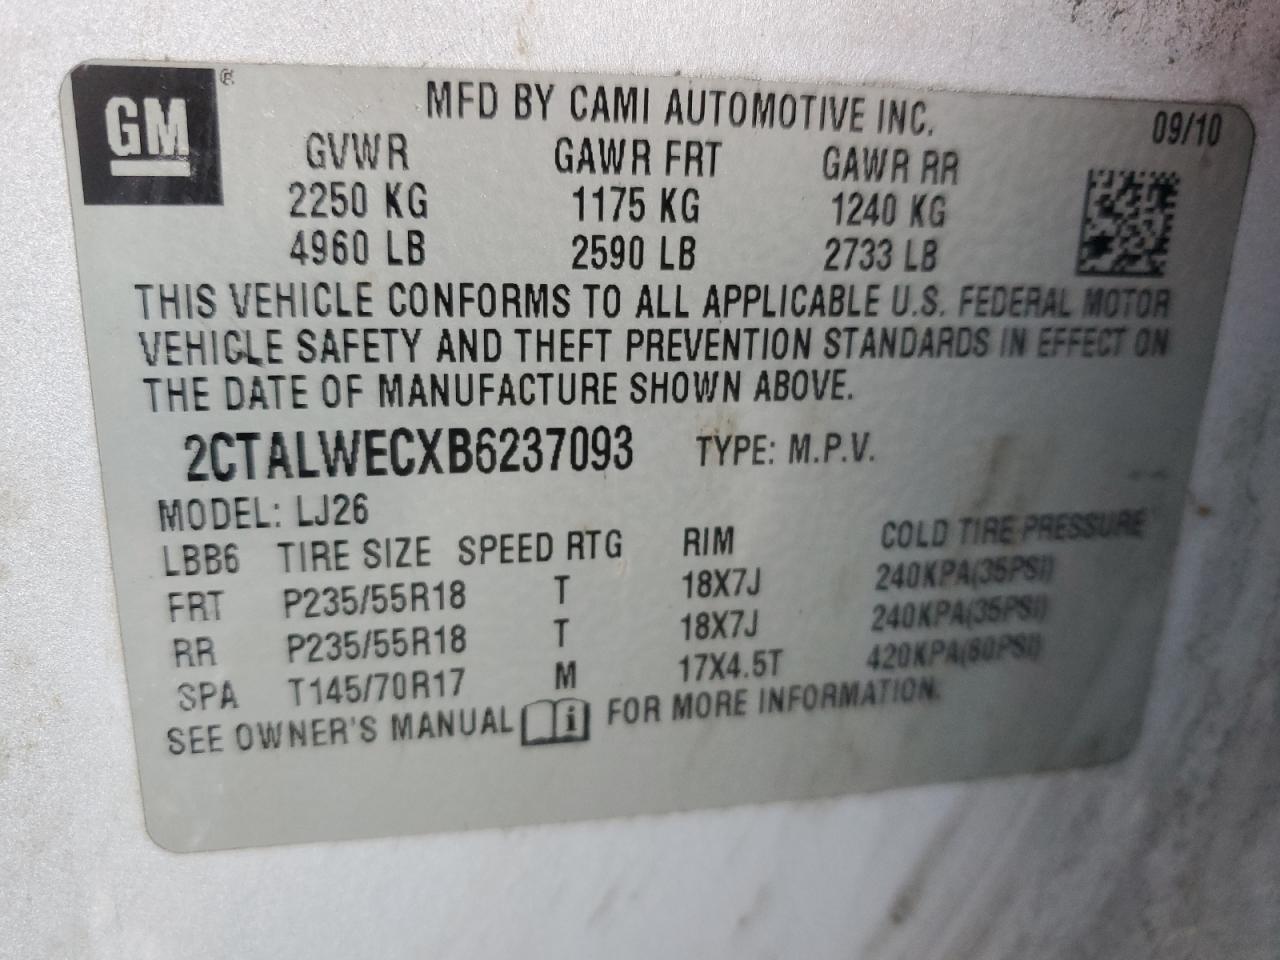 GM ®
MFD BY CAMI AUTOMOTIVE INC. 09/10
GVWR GAWR FRT GAWR RR
2250 KG 1175 KG 1240 KG
4960 LB 2590 LB 2733 LB
THIS VEHICLE CONFORMS TO ALL APPLICABLE U.S. FEDERAL MOTOR
VEHICLE SAFETY AND THEFT PREVENTION STANDARDS IN EFFECT ON
THE DATE OF MANUFACTURE SHOWN ABOVE.
2CTALWECXB6237093 TYPE: M.P.V.
MODEL: LJ26
LBB6 TIRE SIZE SPEED RTG RIM COLD TIRE PRESSURE
FRT P235/55R18 T 18X7J 240KPA(35PSI)
RR P235/55R18 T 18X7J 240KPA(35PSI)
SPA T145/70R17 M 17X4.5T 420KPA(60PSI)
SEE OWNER'S MANUAL i FOR MORE INFORMATION.